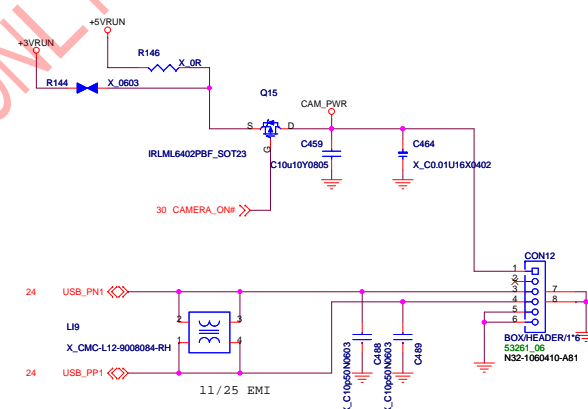 +5VRUN
+3VRUN
R146
X_0R
R144
X_0603
Q15
CAM_PWR
S
D
G
C459
C464
IRLML6402PBF_SOT23
C10u10Y0805
X_C0.01U16X0402
30 CAMERA_ON#
CON12
1
2
3
4
5
6
7
8
24 USB_PN1
LI9
2
3
1
4
X_CMC-L12-9008084-RH
24 USB_PP1
11/25 EMI
X_C10p50N0603
C488
X_C10p50N0603
C489
BOX/HEADER/1*6
53261_06
N32-1060410-A81
ONL